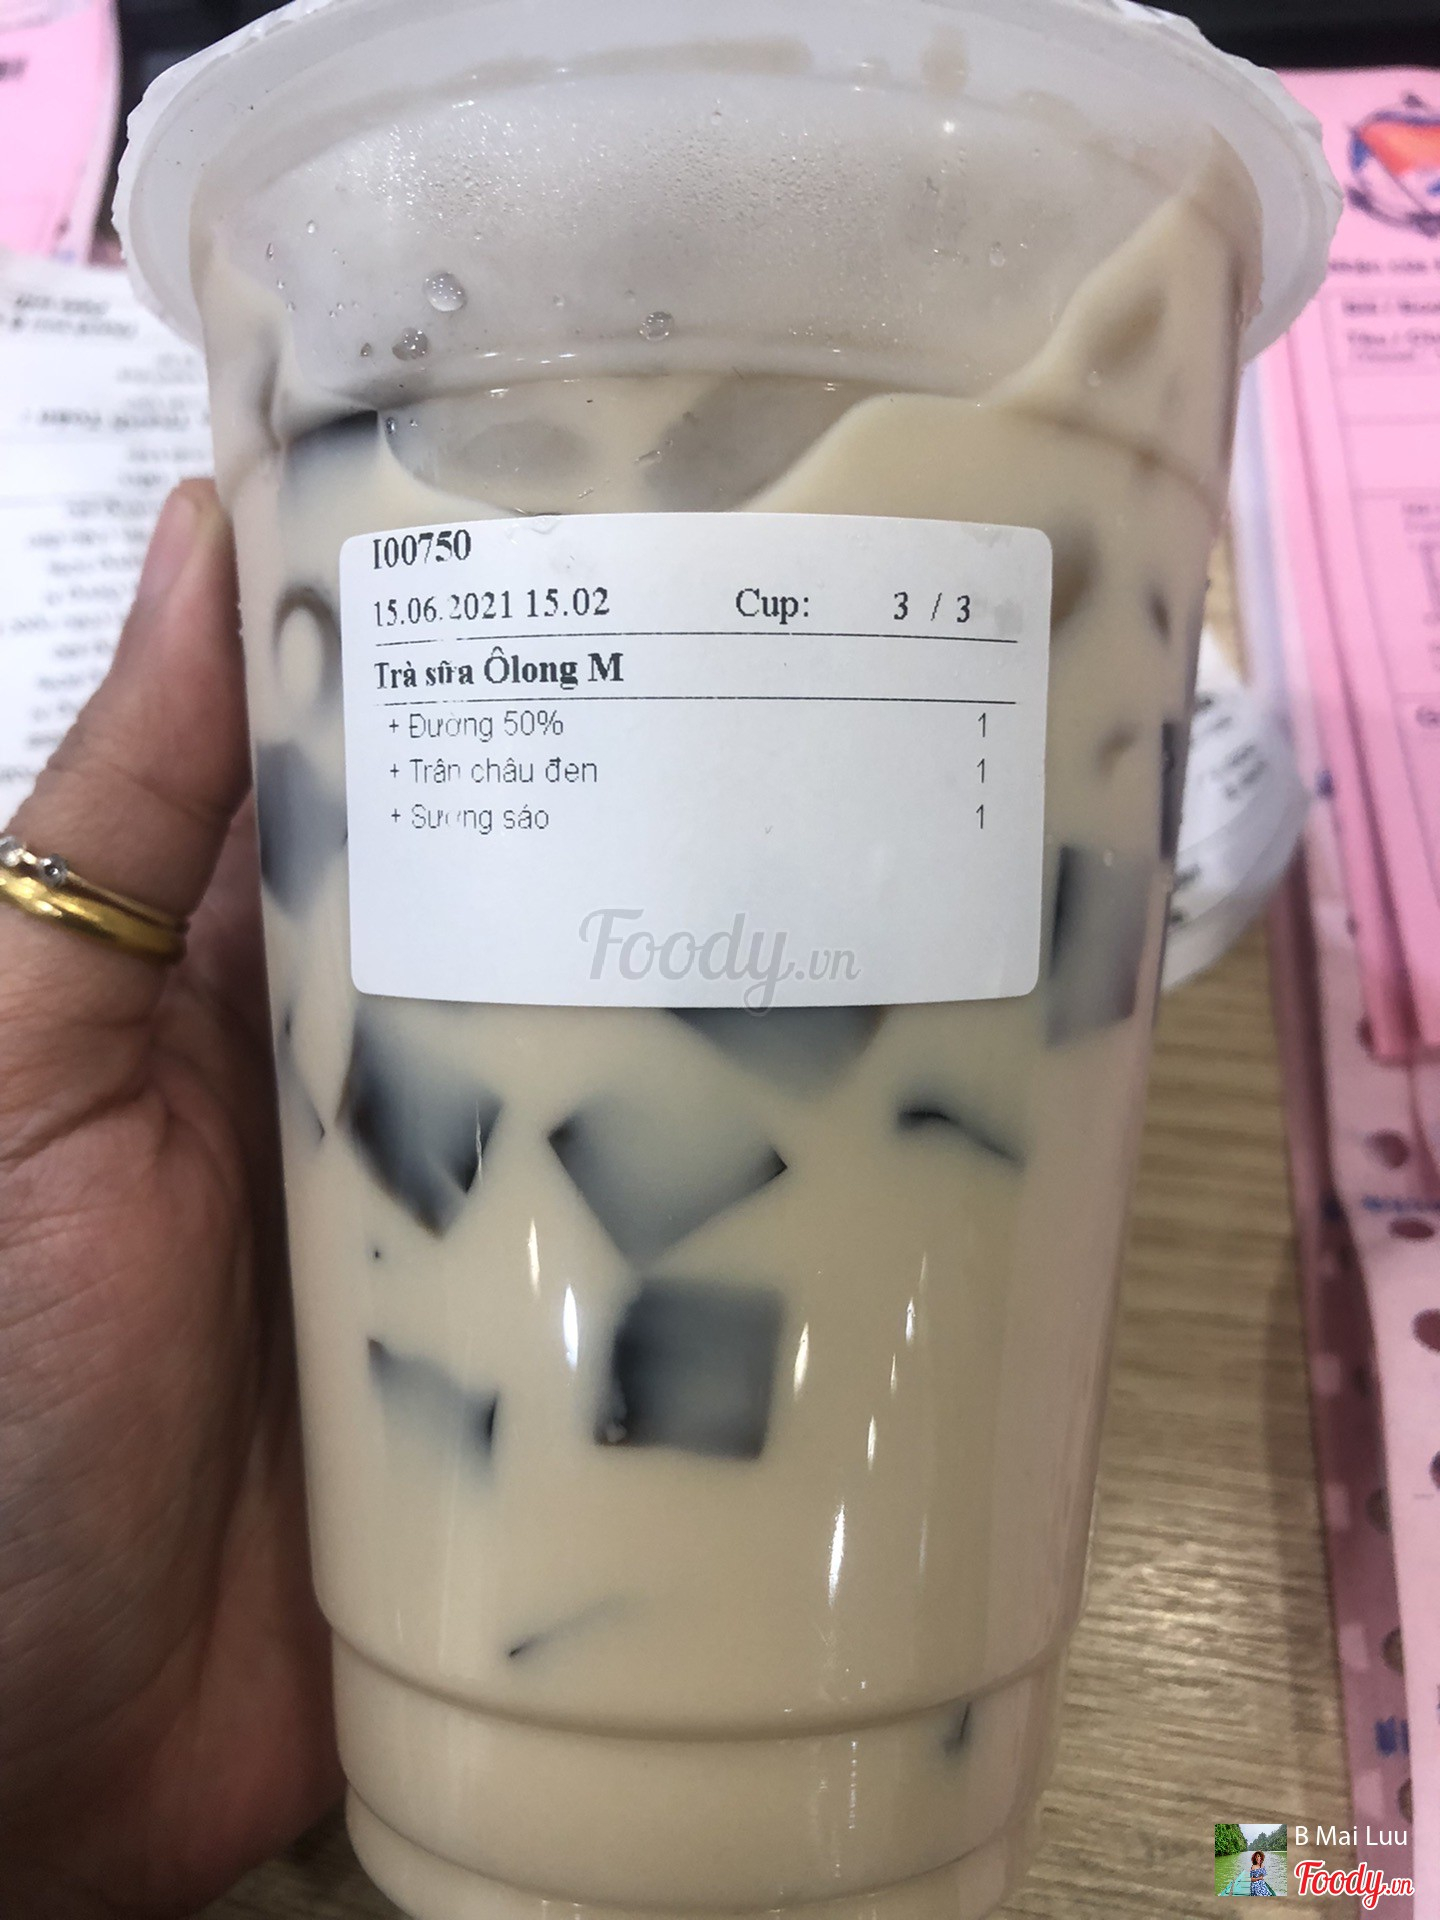 I00750
15.06.2021 15.02 Cup: 3 / 3
Trà sữa Ôlong M
+ Đường 50% 1
+ Trân châu đen 1
+ Sương sáo 1
Foody.vn
B Mai Luu
Foody.vn